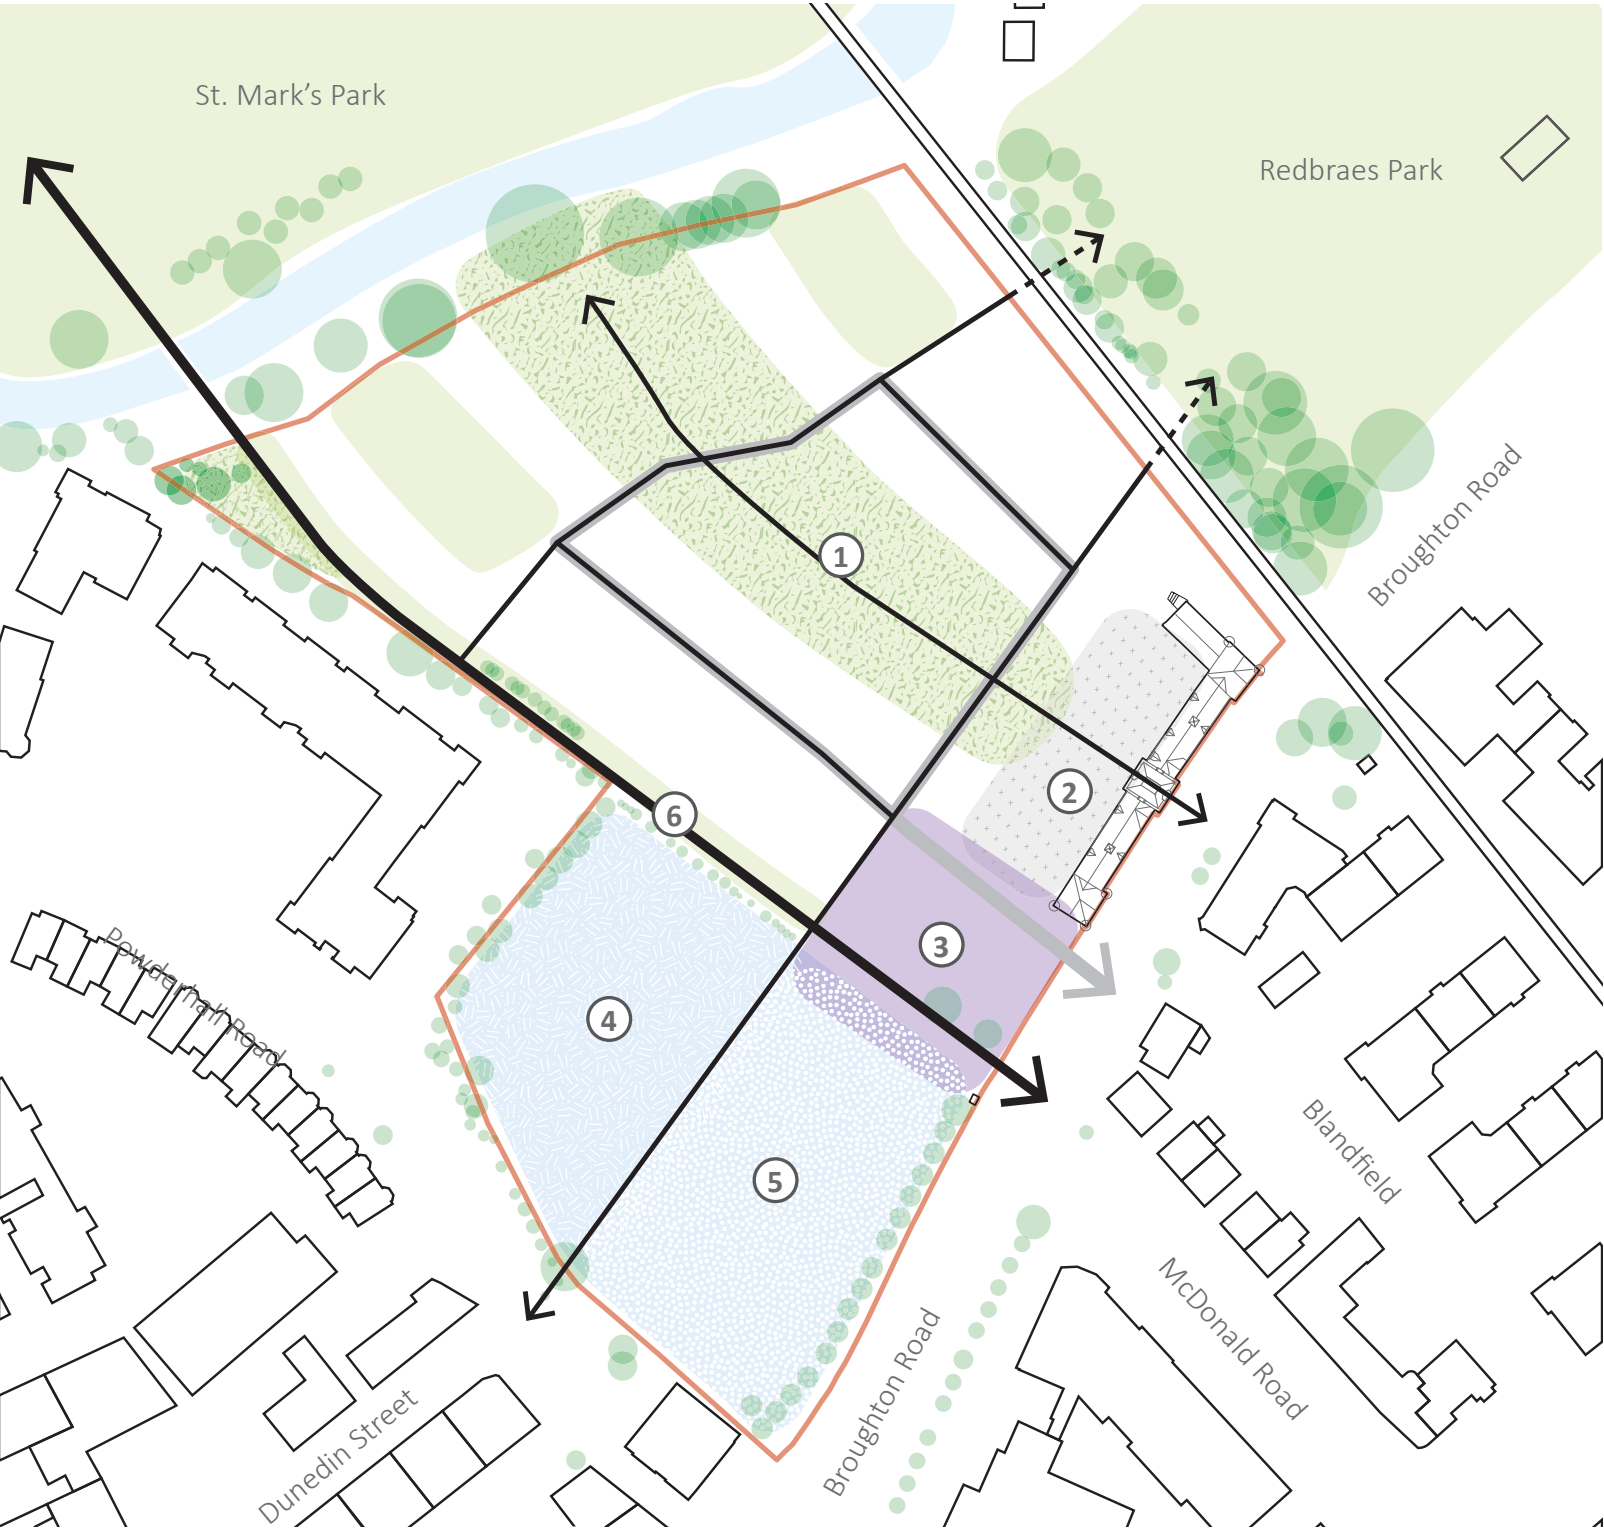 St. Mark’s Park
Redbraes Park
Broughton Road
1
2
6
3
4
Powderhall Road
5
Blandfield
McDonald Road
Broughton Road
Dunedin Street